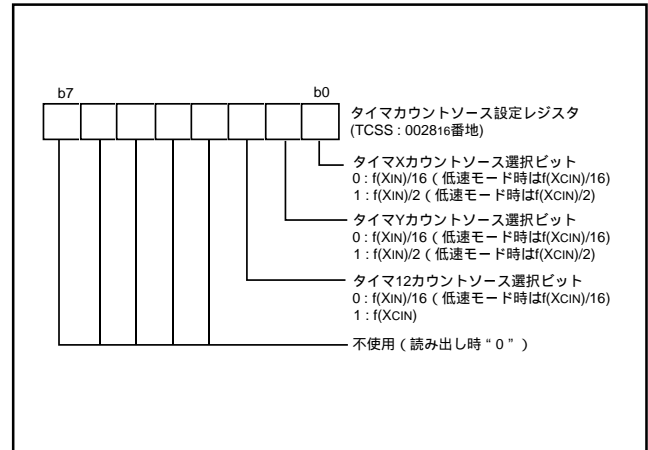 b7 b0
タイマカウントソース設定レジスタ
(TCSS : 002816番地)
タイマXカウントソース選択ビット
0 : f(XIN)/16 ( 低速モード時はf(XCIN)/16)
1 : f(XIN)/2 ( 低速モード時はf(XCIN)/2)
タイマYカウントソース選択ビット
0 : f(XIN)/16 ( 低速モード時はf(XCIN)/16)
1 : f(XIN)/2 ( 低速モード時はf(XCIN)/2)
タイマ12カウントソース選択ビット
0 : f(XIN)/16 ( 低速モード時はf(XCIN)/16)
1 : f(XCIN)
不使用 ( 読み出し時 “ 0 ” )